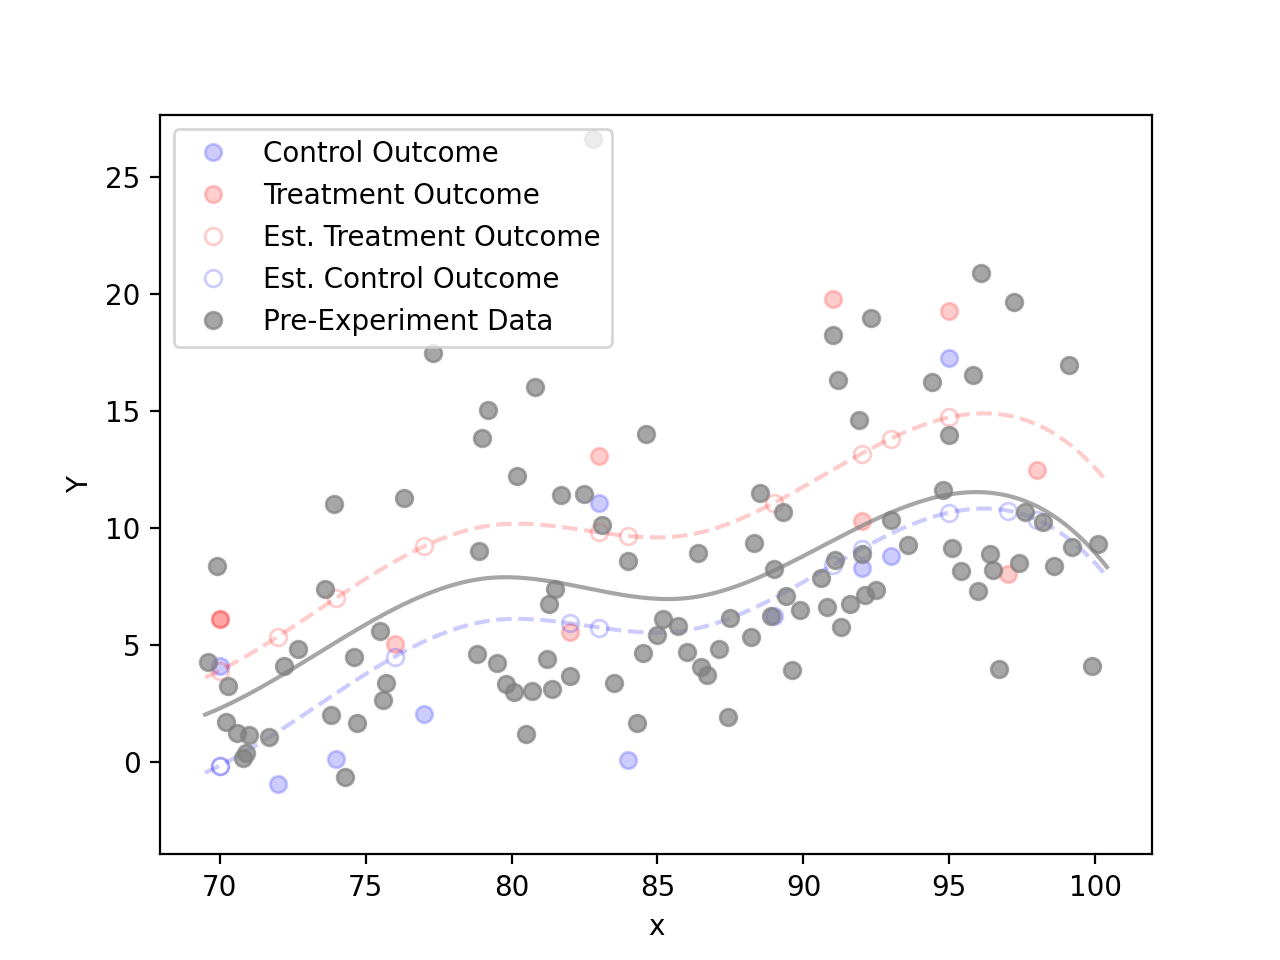 Control Outcome
Treatment Outcome
Est. Treatment Outcome
Est. Control Outcome
Pre-Experiment Data
25
20
15
10
5
0
Y
70 75 80 85 90 95 100
x